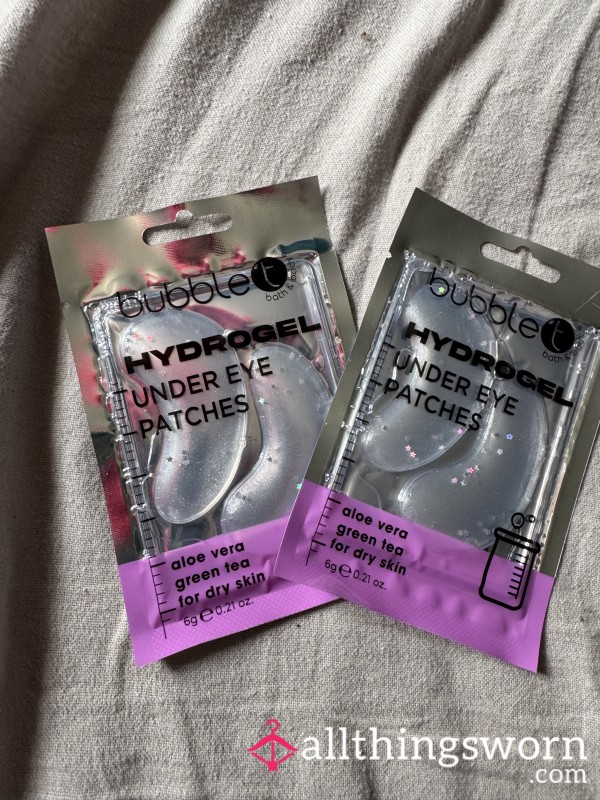 bubble t
bath & body
HYDROGEL
UNDER EYE
PATCHES
aloe vera
green tea
for dry skin
6g e 0.21 oz.
bubble t
bath
HYDROGEL
UNDER EYE
PATCHES
aloe vera
green tea
for dry skin
6g e 0.21 oz.
allthingsworn
.com